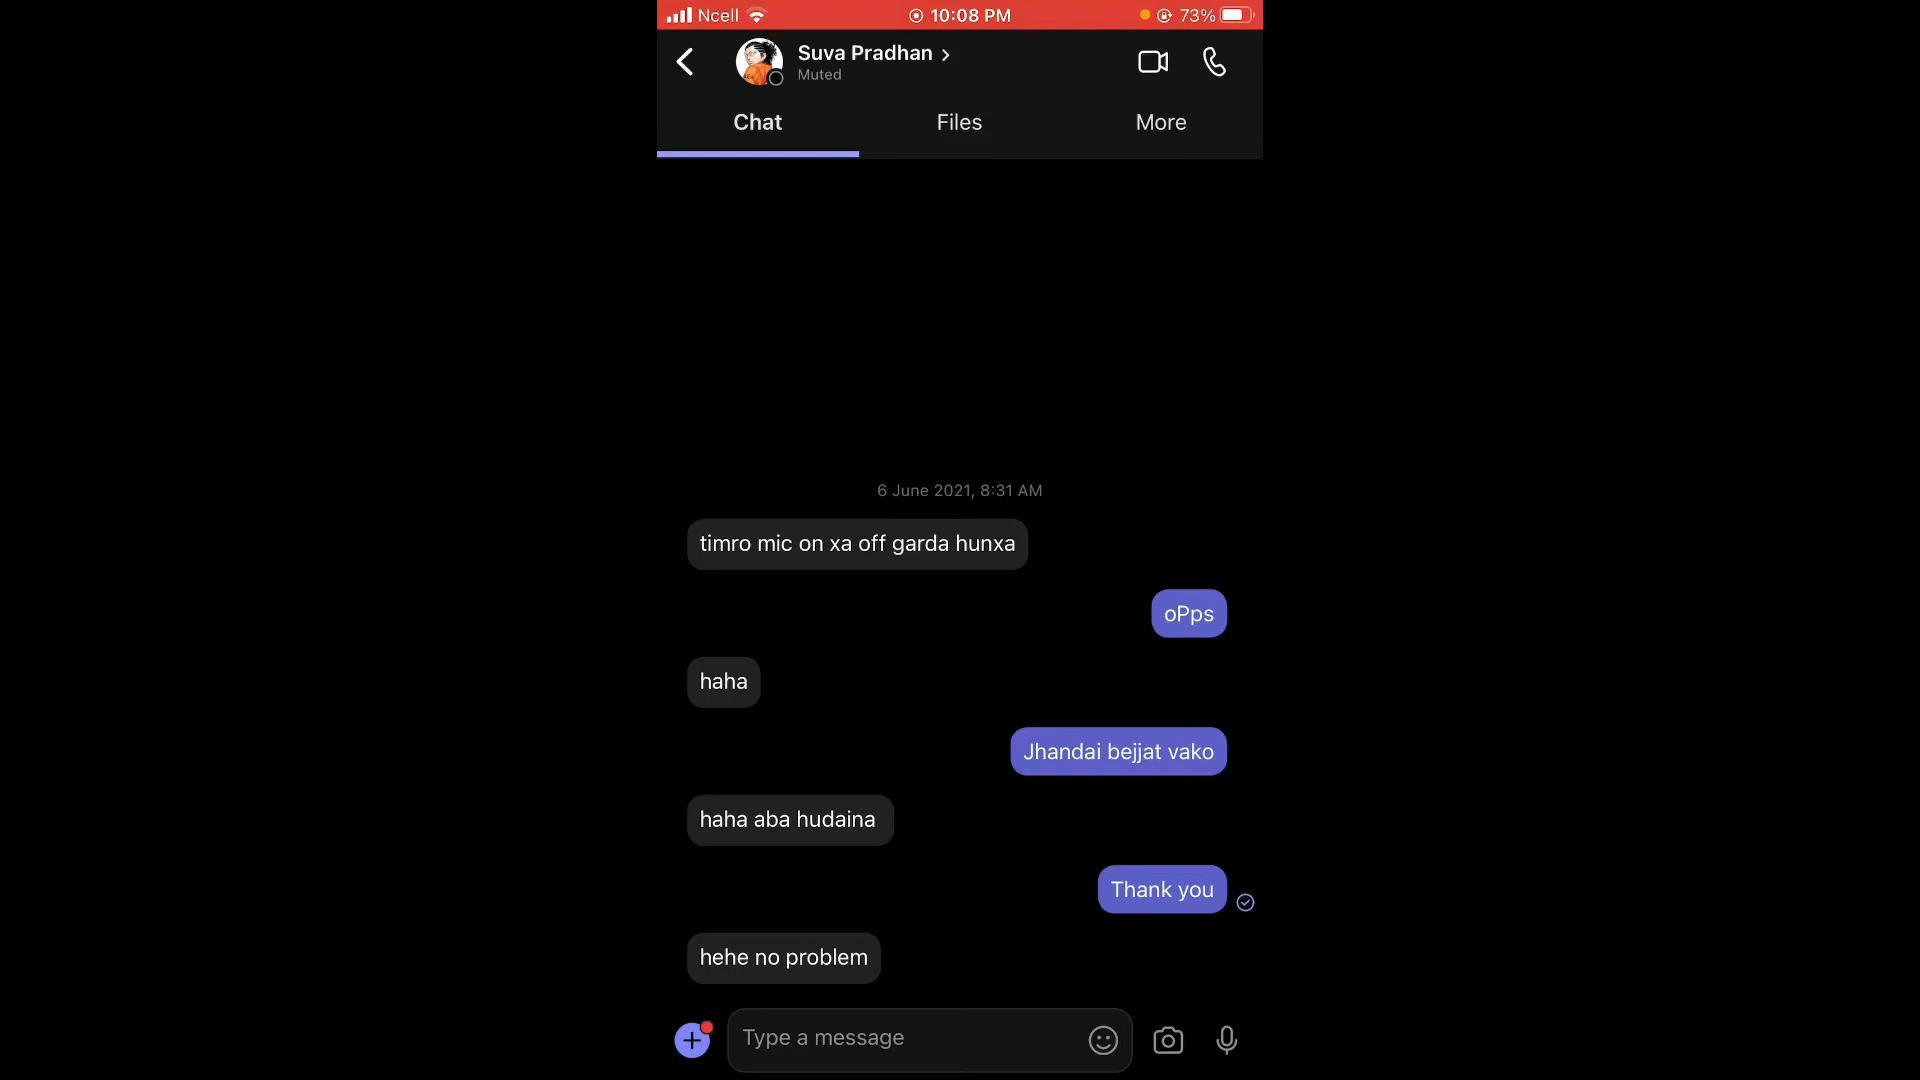 Ncell 10:08 PM 73%
Suva Pradhan
Muted
Chat Files More
6 June 2021, 8:31 AM
timro mic on xa off garda hunxa
oPps
haha
Jhandai bejjat vako
haha aba hudaina
Thank you
hehe no problem
Type a message